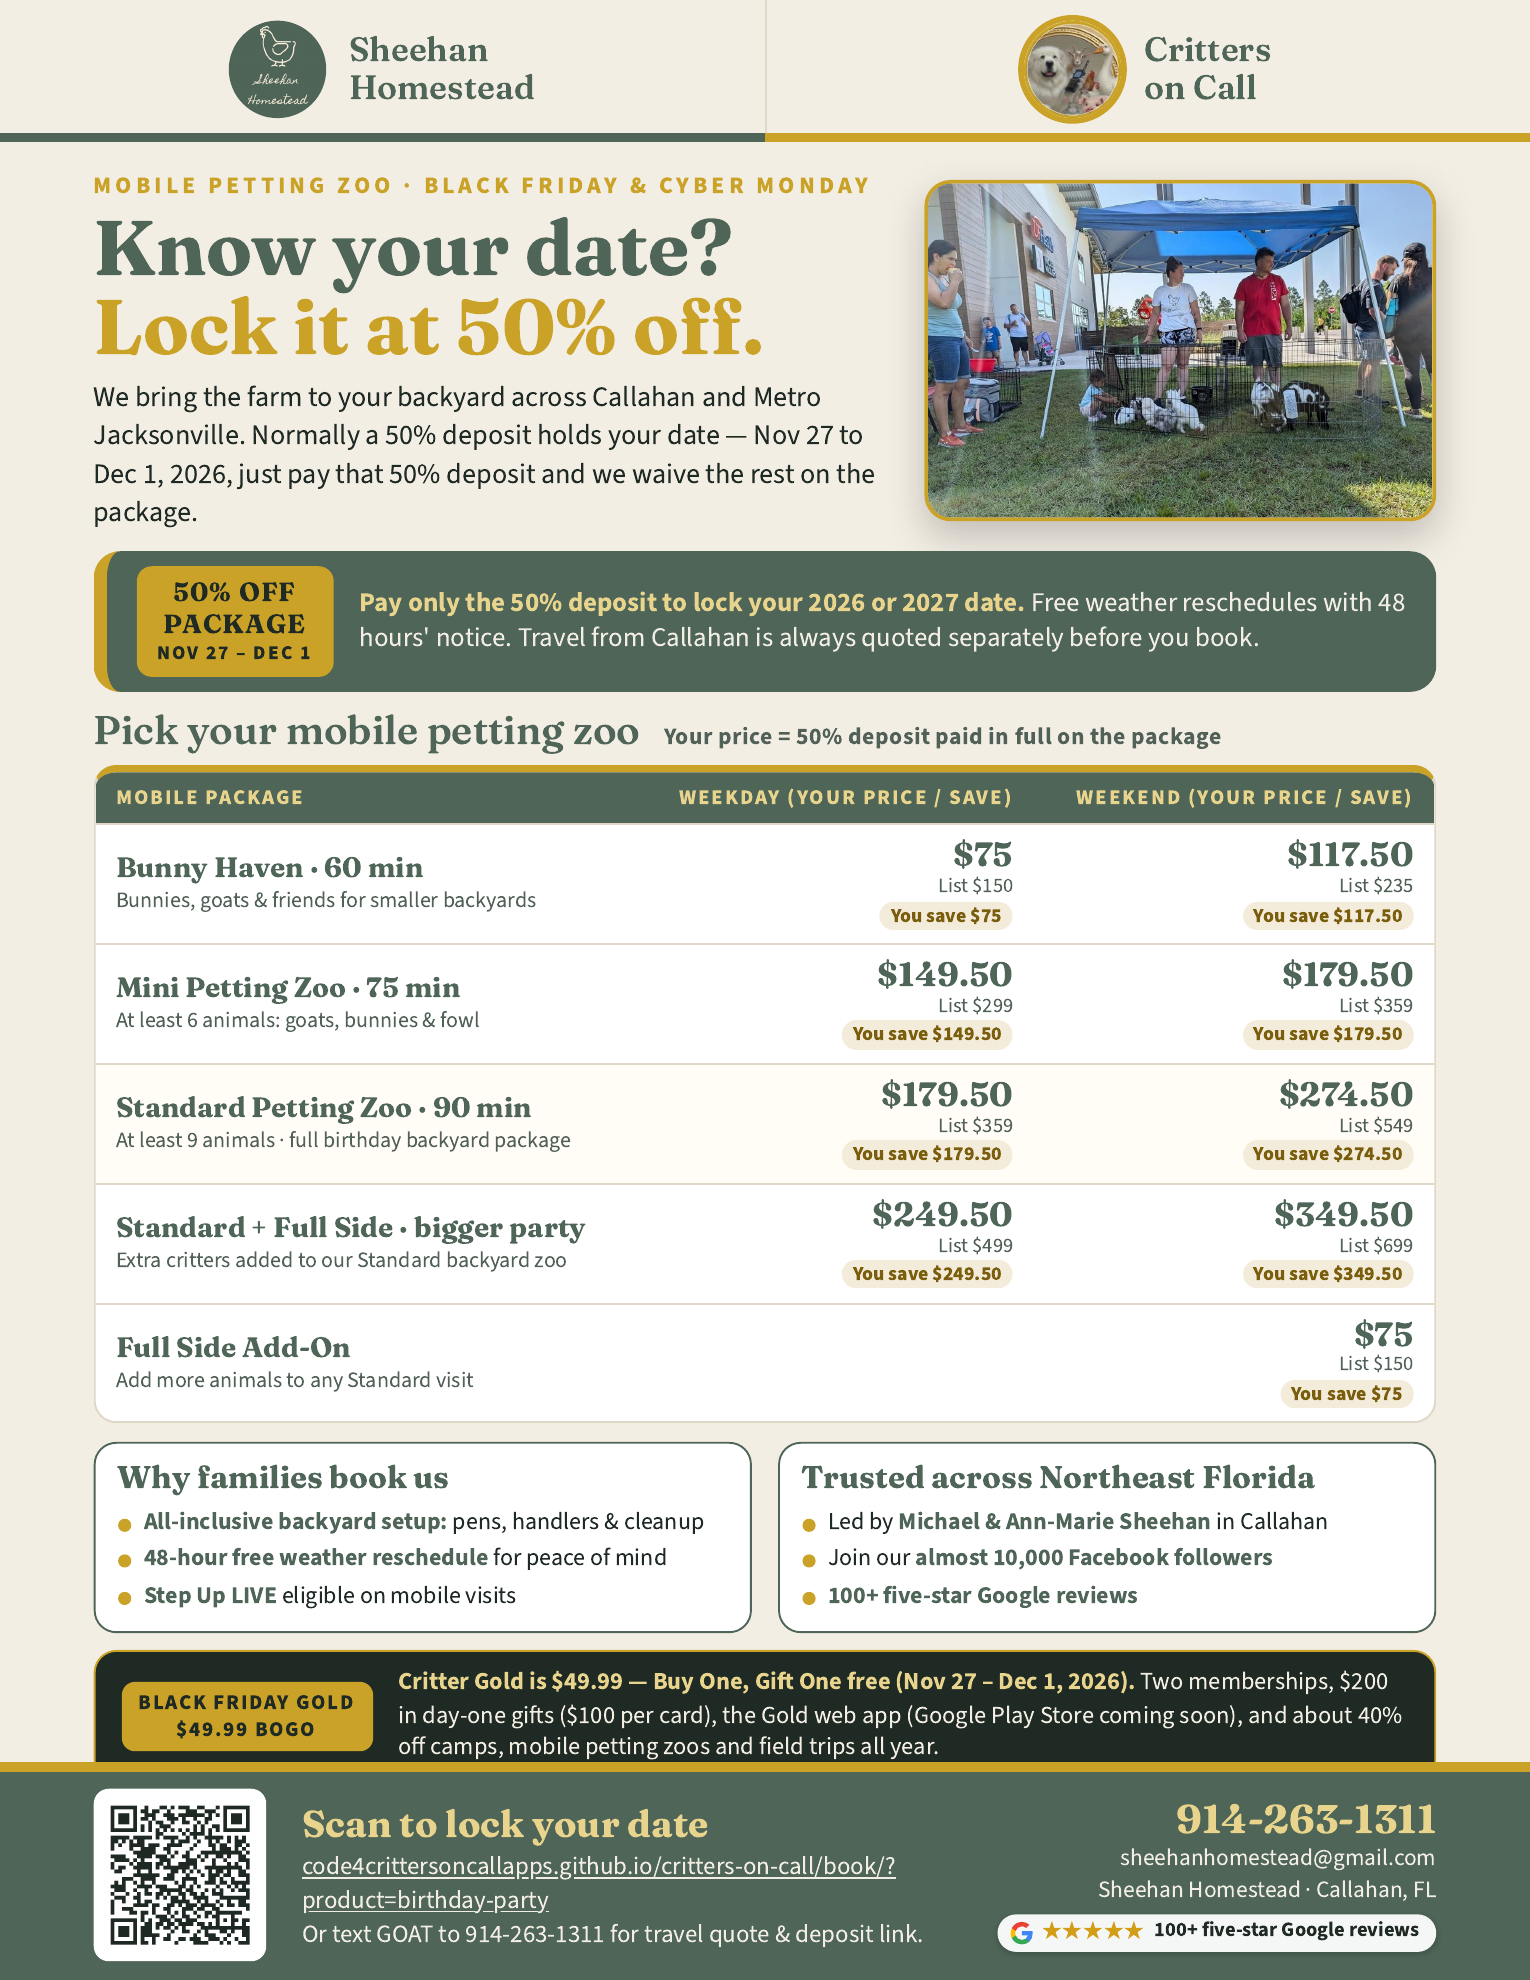 Sheehan
Homestead
Sheehan
Homestead
Critters
on Call
MOBILE PETTING ZOO · BLACK FRIDAY & CYBER MONDAY
Know your date?
Lock it at 50% off.
We bring the farm to your backyard across Callahan and Metro
Jacksonville. Normally a 50% deposit holds your date — Nov 27 to
Dec 1, 2026, just pay that 50% deposit and we waive the rest on the
package.
50% OFF
PACKAGE
NOV 27 – DEC 1
Pay only the 50% deposit to lock your 2026 or 2027 date. Free weather reschedules with 48
hours' notice. Travel from Callahan is always quoted separately before you book.
Pick your mobile petting zoo Your price = 50% deposit paid in full on the package
MOBILE PACKAGE WEEKDAY (YOUR PRICE / SAVE) WEEKEND (YOUR PRICE / SAVE)
Bunny Haven · 60 min
Bunnies, goats & friends for smaller backyards
$75
List $150
You save $75
$117.50
List $235
You save $117.50
Mini Petting Zoo · 75 min
At least 6 animals: goats, bunnies & fowl
$149.50
List $299
You save $149.50
$179.50
List $359
You save $179.50
Standard Petting Zoo · 90 min
At least 9 animals · full birthday backyard package
$179.50
List $359
You save $179.50
$274.50
List $549
You save $274.50
Standard + Full Side · bigger party
Extra critters added to our Standard backyard zoo
$249.50
List $499
You save $249.50
$349.50
List $699
You save $349.50
Full Side Add-On
Add more animals to any Standard visit
$75
List $150
You save $75
Why families book us
All-inclusive backyard setup: pens, handlers & cleanup
48-hour free weather reschedule for peace of mind
Step Up LIVE eligible on mobile visits
Trusted across Northeast Florida
Led by Michael & Ann-Marie Sheehan in Callahan
Join our almost 10,000 Facebook followers
100+ five-star Google reviews
BLACK FRIDAY GOLD
$49.99 BOGO
Critter Gold is $49.99 — Buy One, Gift One free (Nov 27 – Dec 1, 2026). Two memberships, $200
in day-one gifts ($100 per card), the Gold web app (Google Play Store coming soon), and about 40%
off camps, mobile petting zoos and field trips all year.
Scan to lock your date
code4crittersoncallapps.github.io/critters-on-call/book/?
product=birthday-party
Or text GOAT to 914-263-1311 for travel quote & deposit link.
914-263-1311
sheehanhomestead@gmail.com
Sheehan Homestead · Callahan, FL
G ★★★★★ 100+ five-star Google reviews